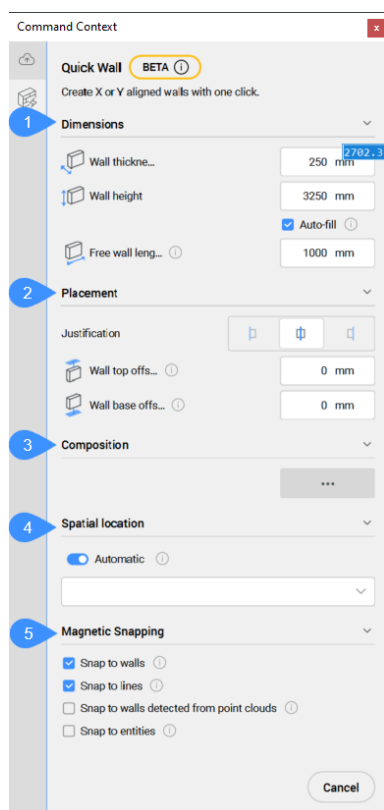 Command Context
x
Quick Wall BETA i
Create X or Y aligned walls with one click.
1 Dimensions
Wall thickne... 250 mm
2702.3
Wall height 3250 mm
Auto-fill i
Free wall leng... i 1000 mm
2 Placement
Justification
Wall top offs... i 0 mm
Wall base offs... i 0 mm
3 Composition
...
4 Spatial location
Automatic i
5 Magnetic Snapping
Snap to walls i
Snap to lines i
Snap to walls detected from point clouds i
Snap to entities i
Cancel